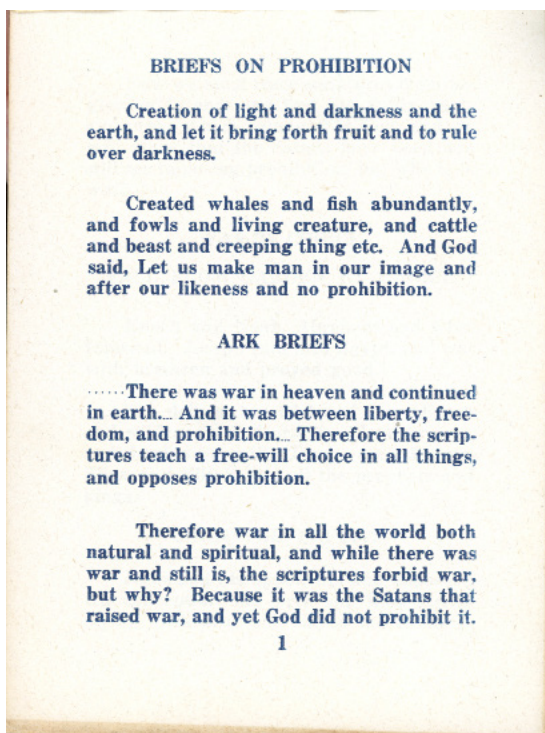 BRIEFS ON PROHIBITION
Creation of light and darkness and the
earth, and let it bring forth fruit and to rule
over darkness.
Created whales and fish abundantly,
and fowls and living creature, and cattle
and beast and creeping thing etc. And God
said, Let us make man in our image and
after our likeness and no prohibition.
ARK BRIEFS
......There was war in heaven and continued
in earth... And it was between liberty, free-
dom, and prohibition... Therefore the scrip-
tures teach a free-will choice in all things,
and opposes prohibition.
Therefore war in all the world both
natural and spiritual, and while there was
war and still is, the scriptures forbid war,
but why? Because it was the Satans that
raised war, and yet God did not prohibit it.
1